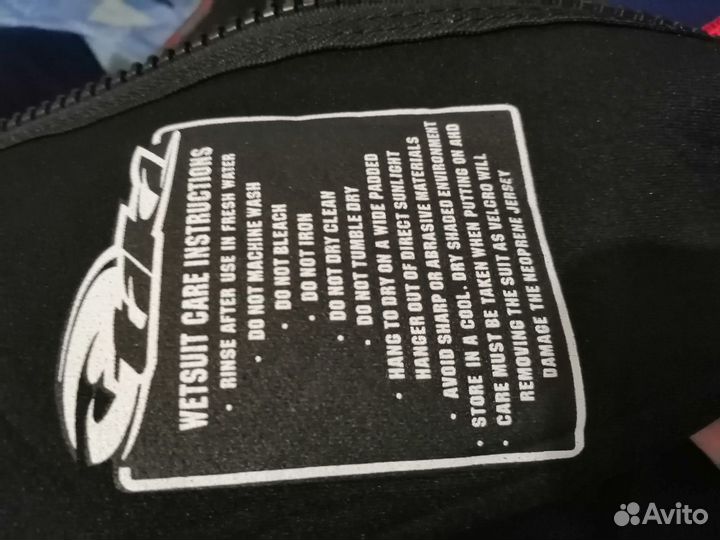 WETSUIT CARE INSTRUCTIONS
• RINSE AFTER USE IN FRESH WATER
• DO NOT MACHINE WASH
• DO NOT BLEACH
• DO NOT IRON
• DO NOT DRY CLEAN
• DO NOT TUMBLE DRY
• HANG TO DRY ON A WIDE PADDED
HANGER OUT OF DIRECT SUNLIGHT
• AVOID SHARP OR ABRASIVE MATERIALS
• STORE IN A COOL. DRY SHADED ENVIRONMENT
• CARE MUST BE TAKEN WHEN PUTTING ON AND
REMOVING THE SUIT AS VELCRO WILL
DAMAGE THE NEOPRENE JERSEY
Avito